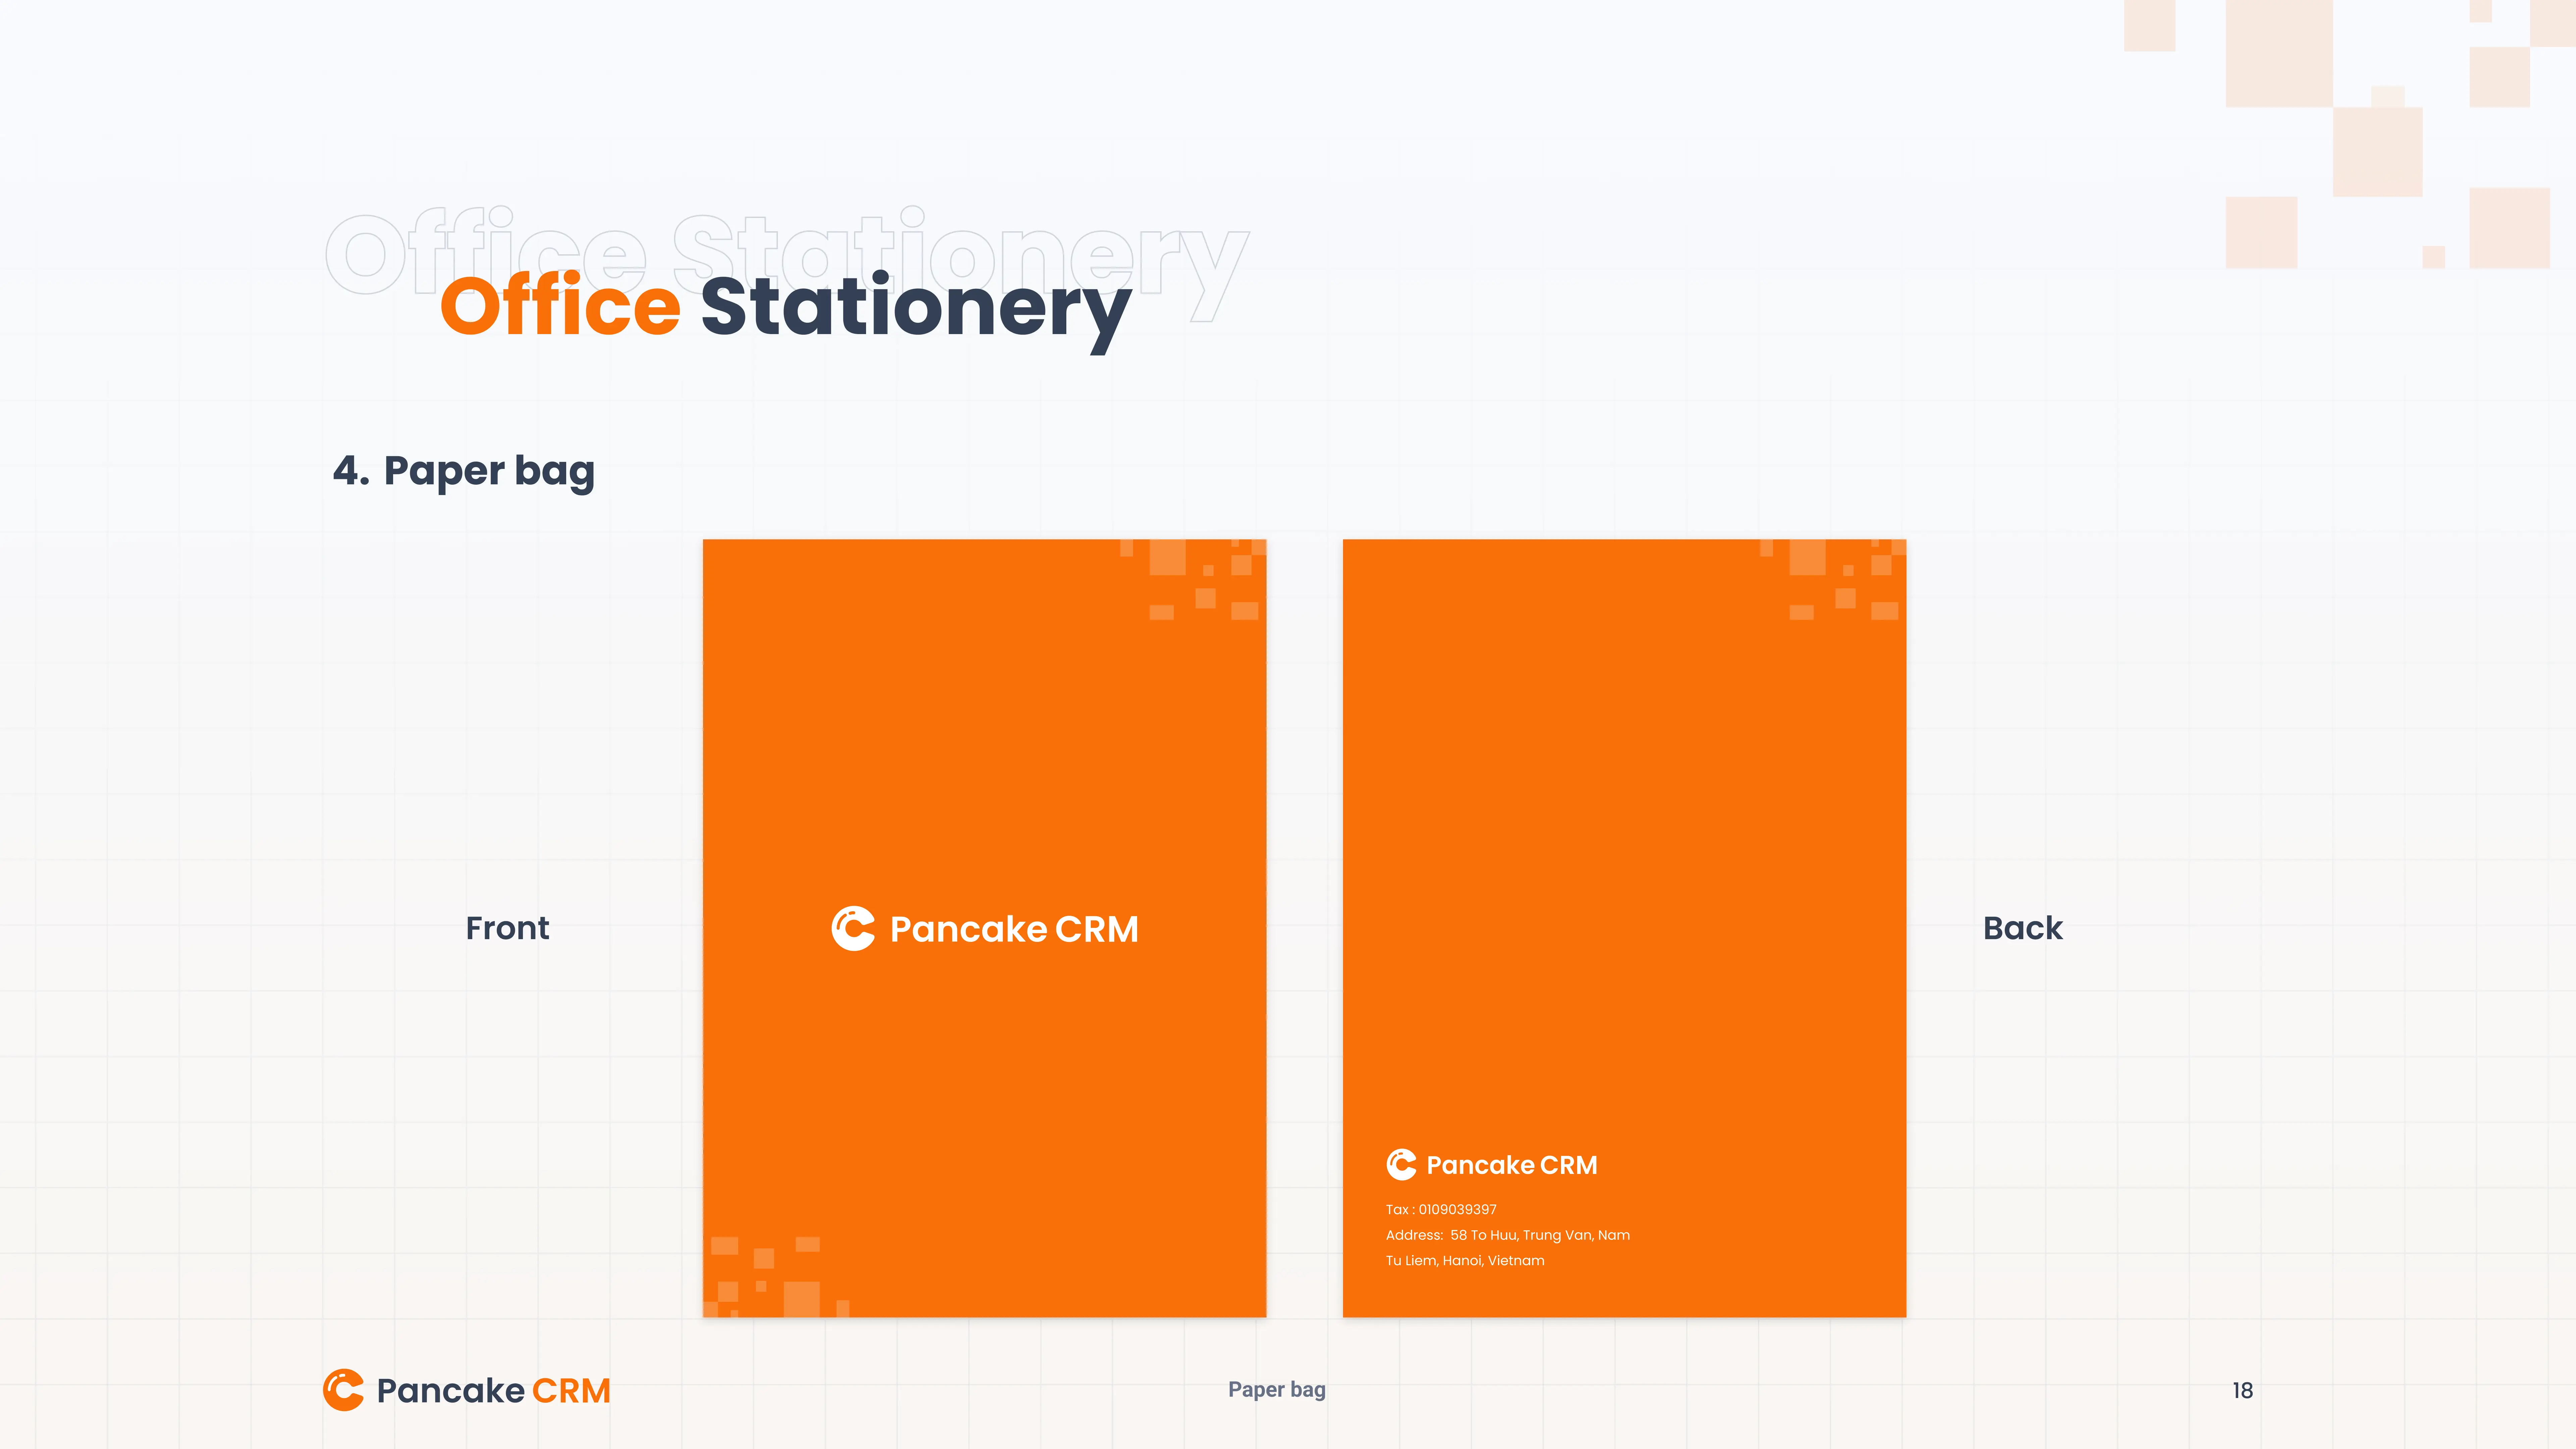 Office Stationery
Office Stationery
4. Paper bag
Front
Pancake CRM
Back
Pancake CRM
Tax : 0109039397
Address:  58 To Huu, Trung Van, Nam
Tu Liem, Hanoi, Vietnam
Pancake CRM
Paper bag
18